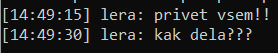 [14:49:15] lera: privet vsem!!
[14:49:30] lera: kak dela???